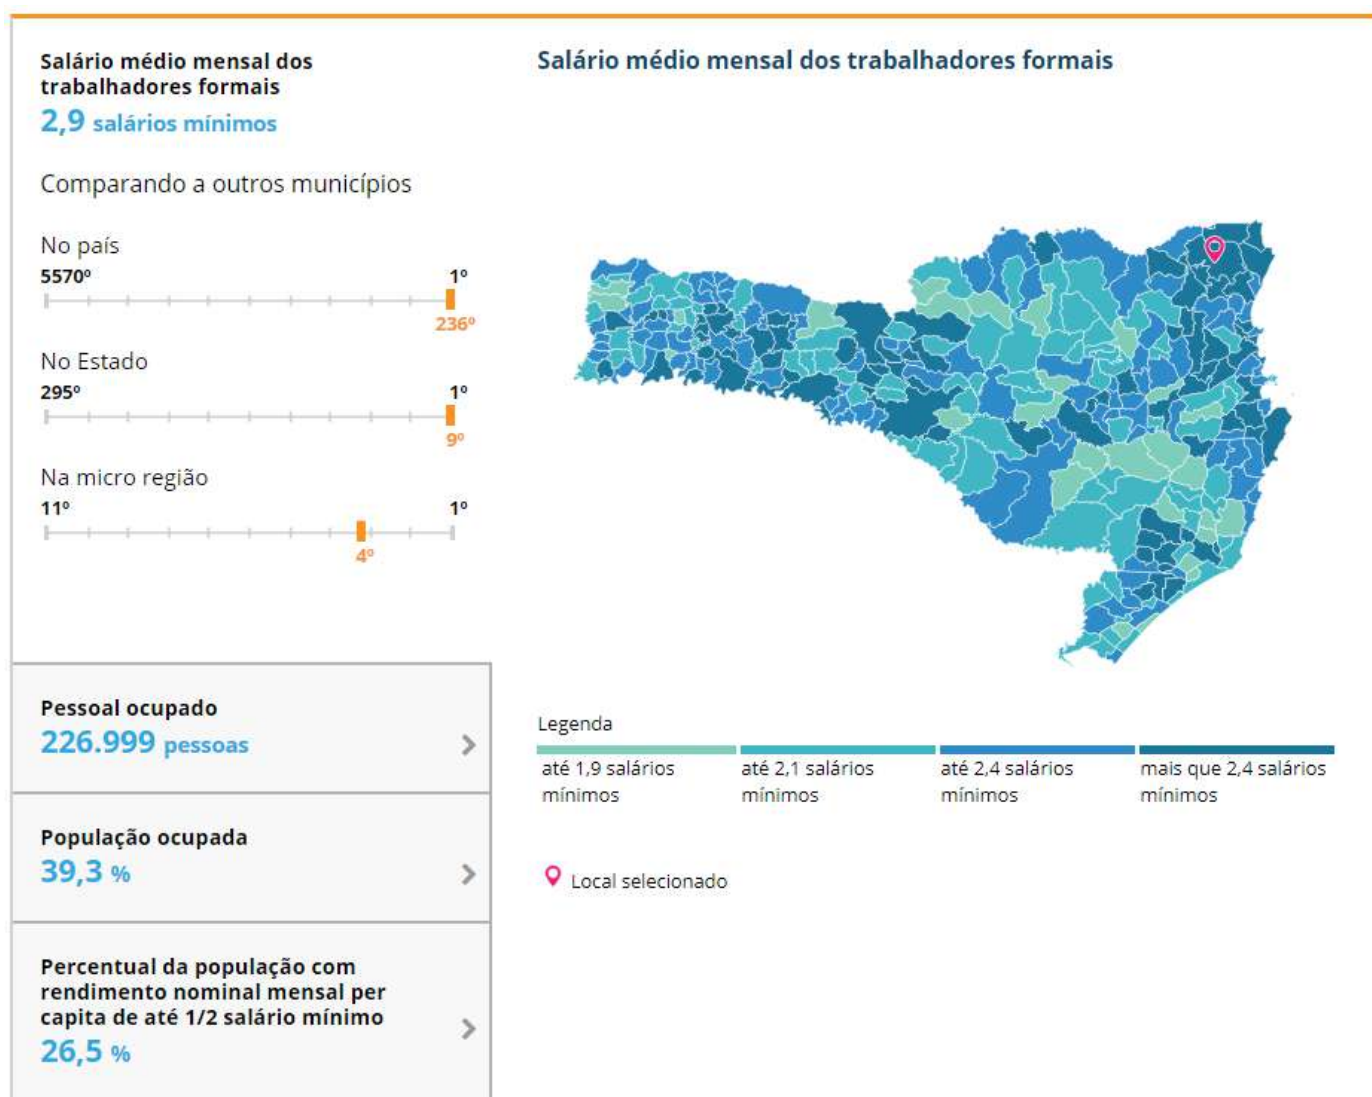 Salário médio mensal dos
trabalhadores formais
2,9 salários mínimos
Comparando a outros municípios
No país
5570º 1º
236º
No Estado
295º 1º
9º
Na micro região
11º 1º
4º
Pessoal ocupado
226.999 pessoas
População ocupada
39,3 %
Percentual da população com
rendimento nominal mensal per
capita de até 1/2 salário mínimo
26,5 %
Salário médio mensal dos trabalhadores formais
Legenda
até 1,9 salários
mínimos
até 2,1 salários
mínimos
até 2,4 salários
mínimos
mais que 2,4 salários
mínimos
Local selecionado